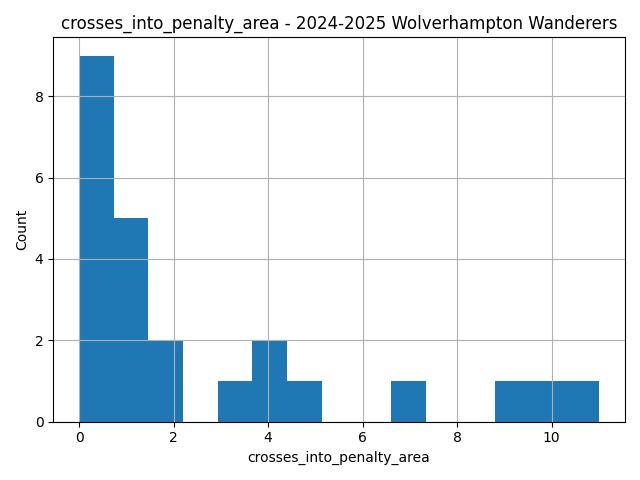 crosses_into_penalty_area - 2024-2025 Wolverhampton Wanderers
Count
8
6
4
2
0
0 2 4 6 8 10
crosses_into_penalty_area